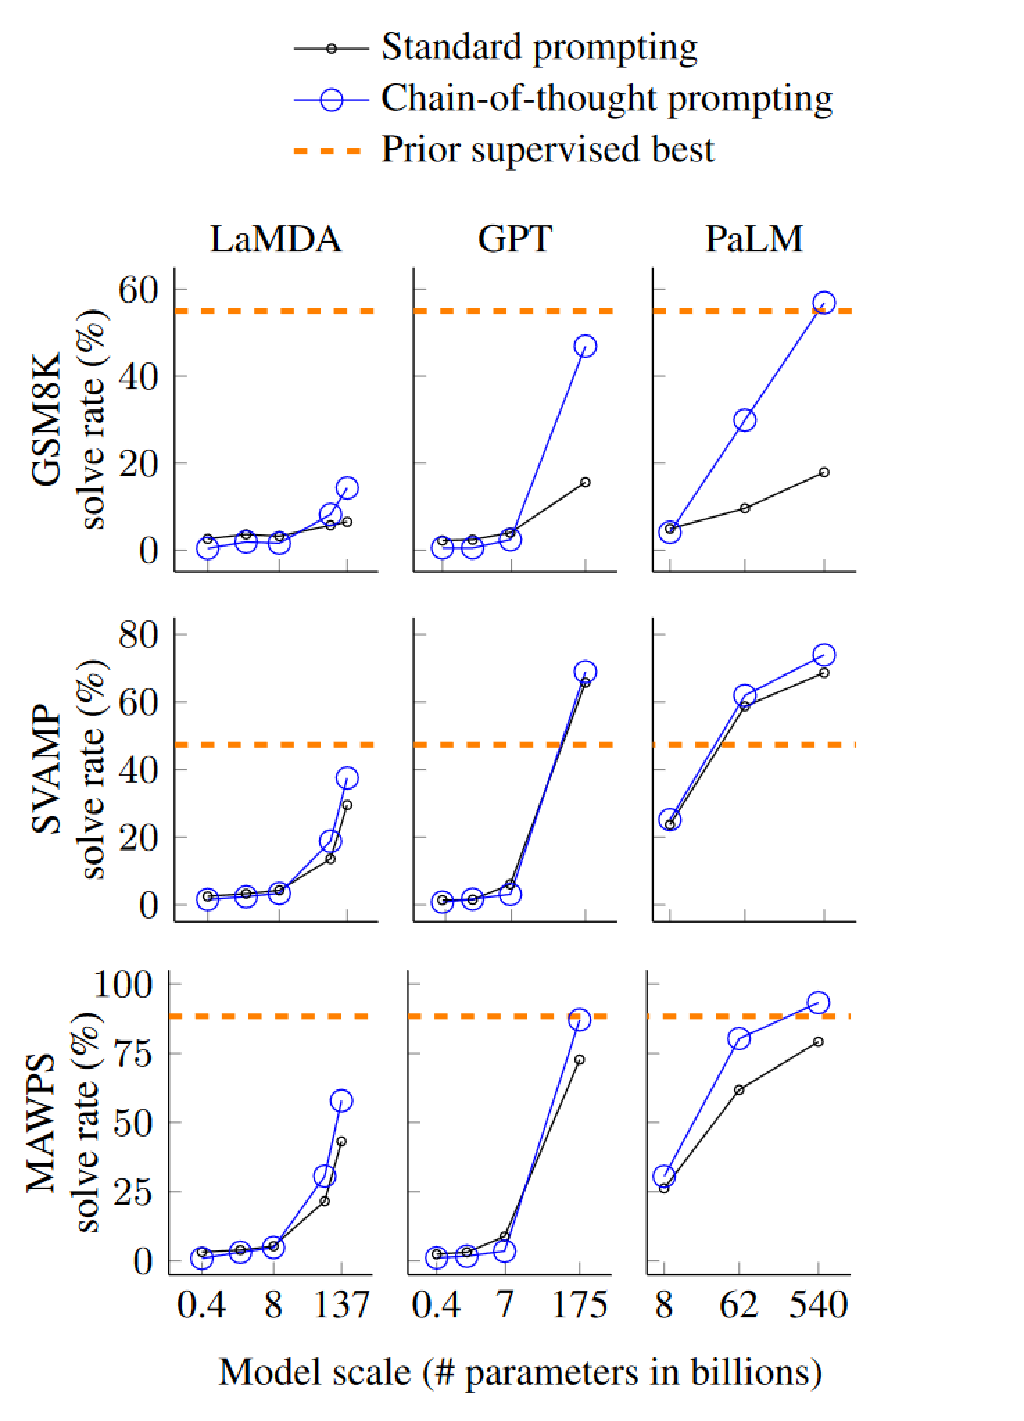 Standard prompting
Chain-of-thought prompting
Prior supervised best
LaMDA
GPT
PaLM
GSM8K
solve rate (%)
60
40
20
0
SVAMP
solve rate (%)
80
60
40
20
0
MAWPS
solve rate (%)
100
75
50
25
0
0.4 8 137
0.4 7 175
8 62 540
Model scale (# parameters in billions)